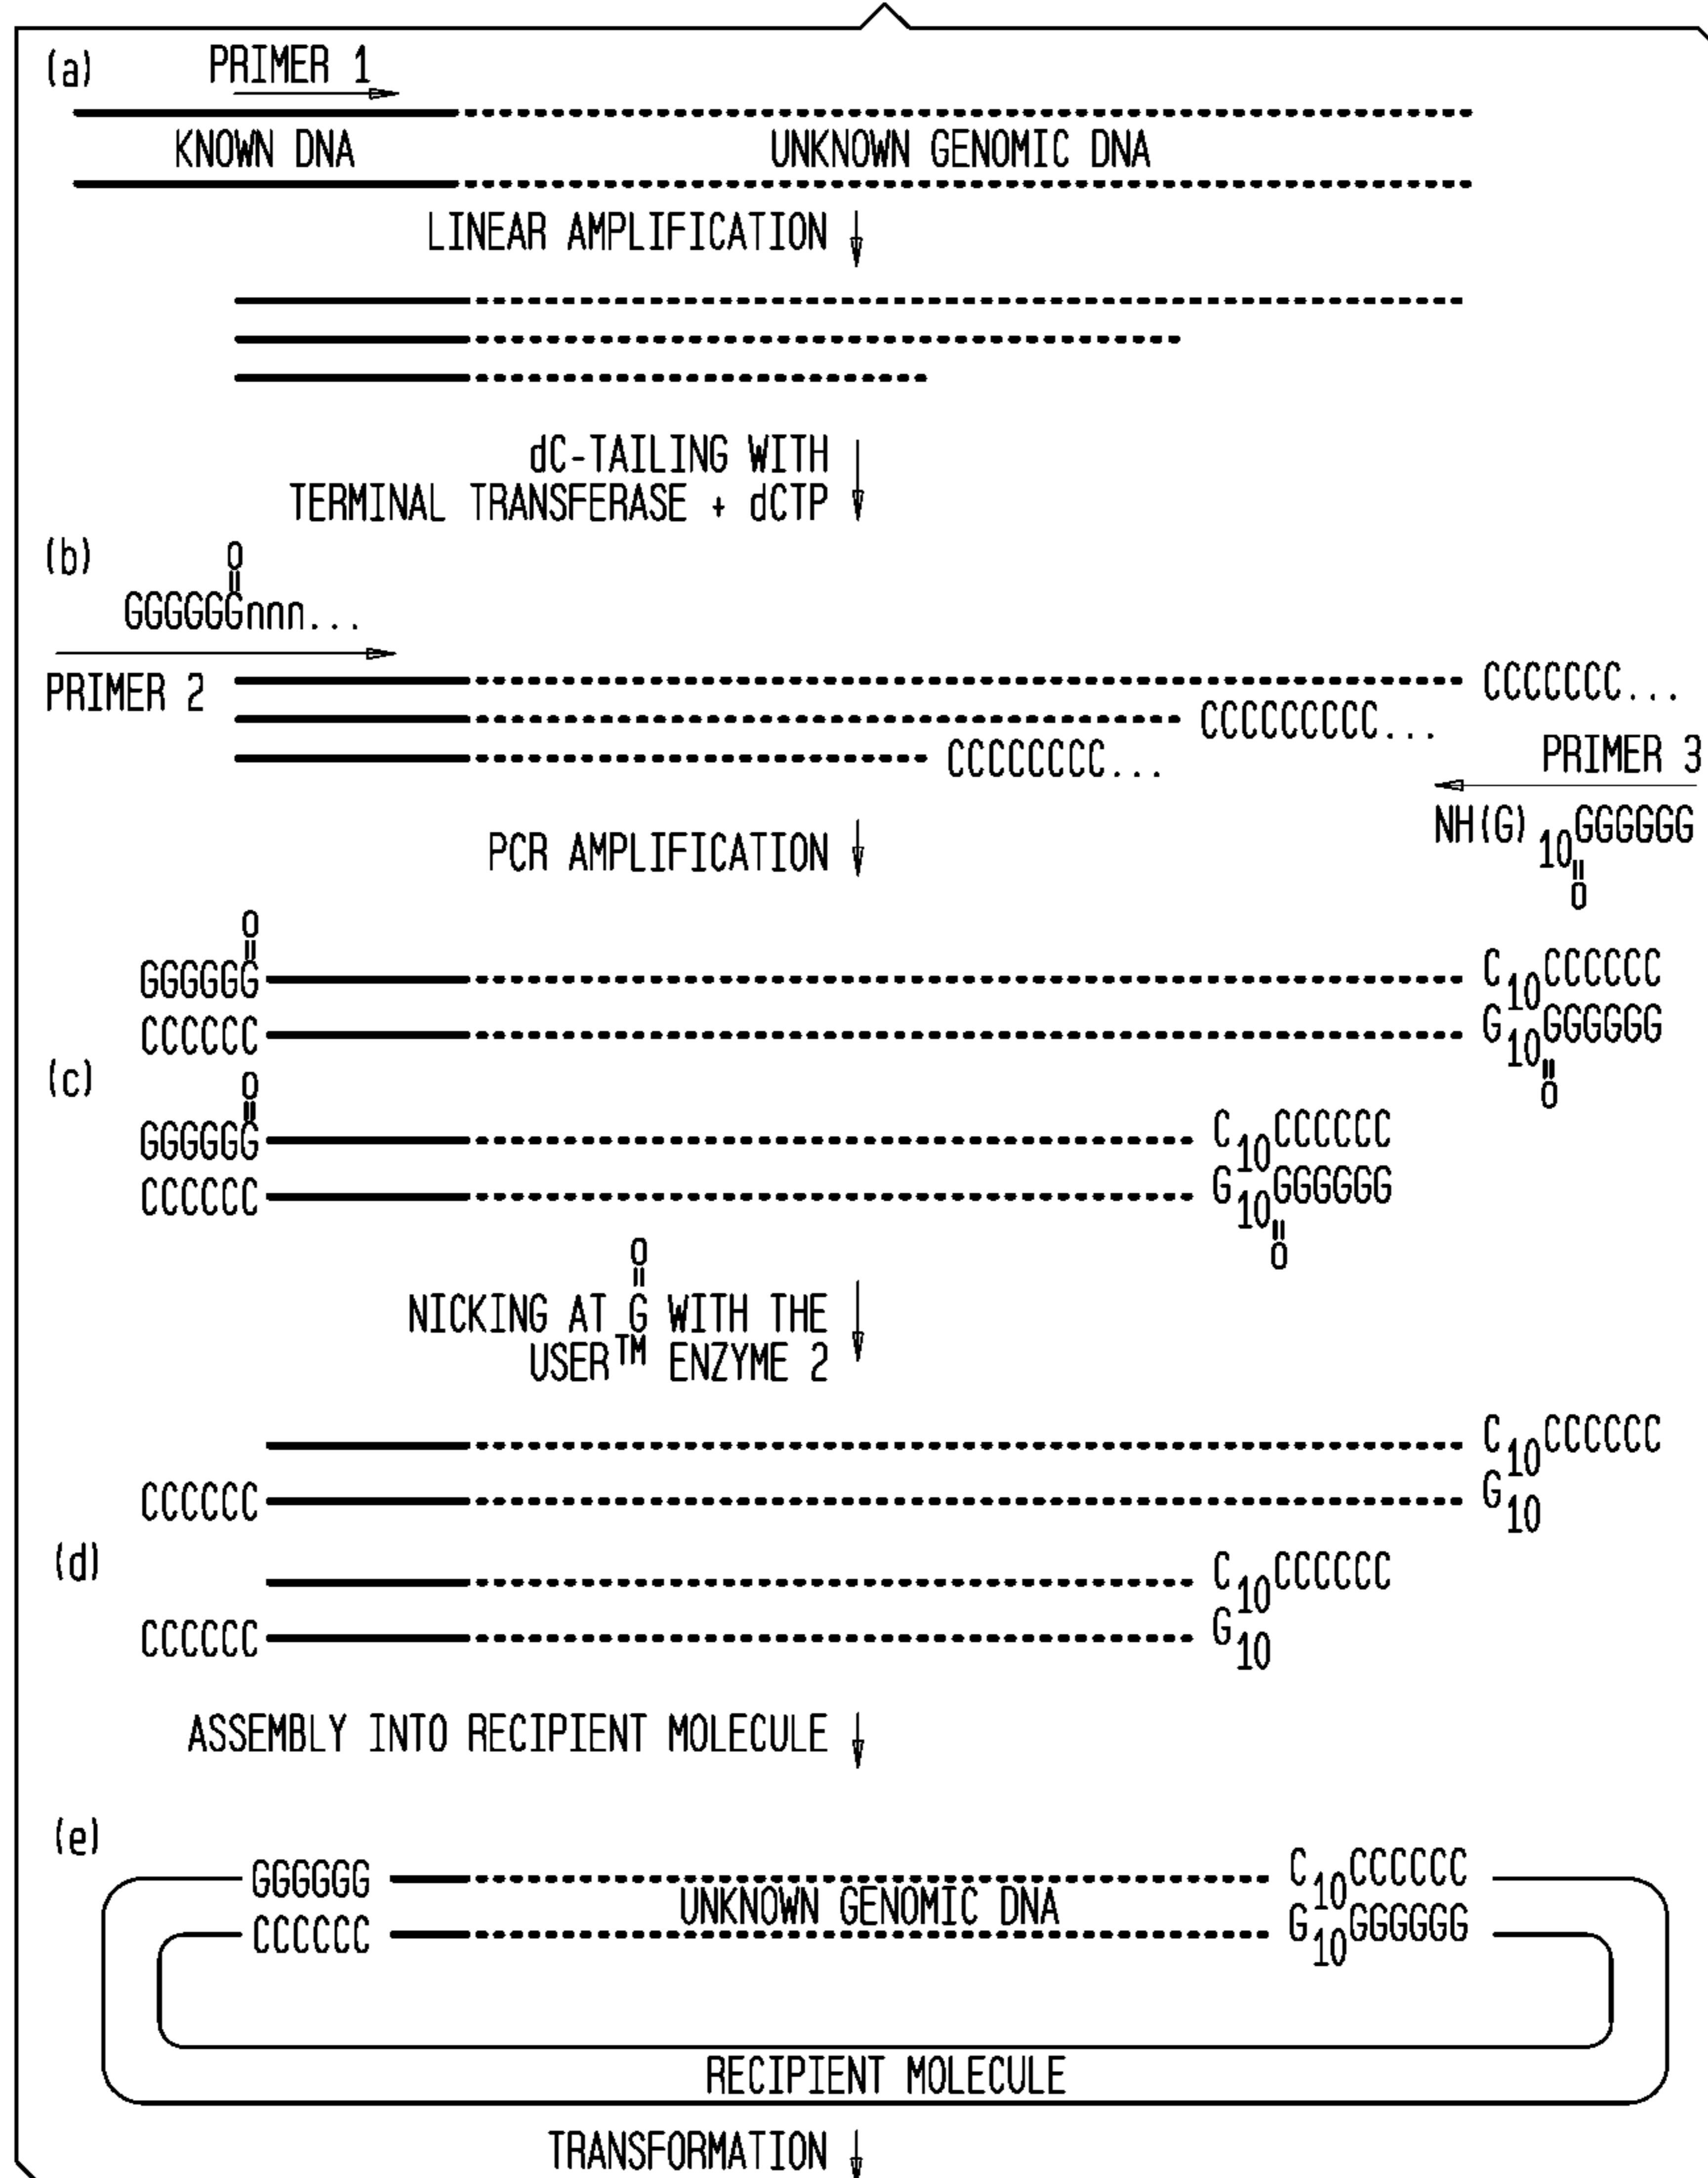 (a)
PRIMER 1
KNOWN DNA
UNKNOWN GENOMIC DNA
LINEAR AMPLIFICATION
dC-TAILING WITH
TERMINAL TRANSFERASE + dCTP
(b)
O
GGGGGGnnn...
PRIMER 2
CCCCCCC...
CCCCCCCCC...
CCCCCCCC...
PRIMER 3
NH(G)10GGGGGG
O
PCR AMPLIFICATION
O
GGGGGG
C10CCCCCC
CCCCCC
G10GGGGGG
O
(c)
O
GGGGGG
C10CCCCCC
CCCCCC
G10GGGGGG
O
O
NICKING AT G WITH THE
USER™ ENZYME 2
C10CCCCCC
CCCCCC
G10
(d)
C10CCCCCC
CCCCCC
G10
ASSEMBLY INTO RECIPIENT MOLECULE
(e)
GGGGGG
C10CCCCCC
UNKNOWN GENOMIC DNA
CCCCCC
G10GGGGGG
RECIPIENT MOLECULE
TRANSFORMATION